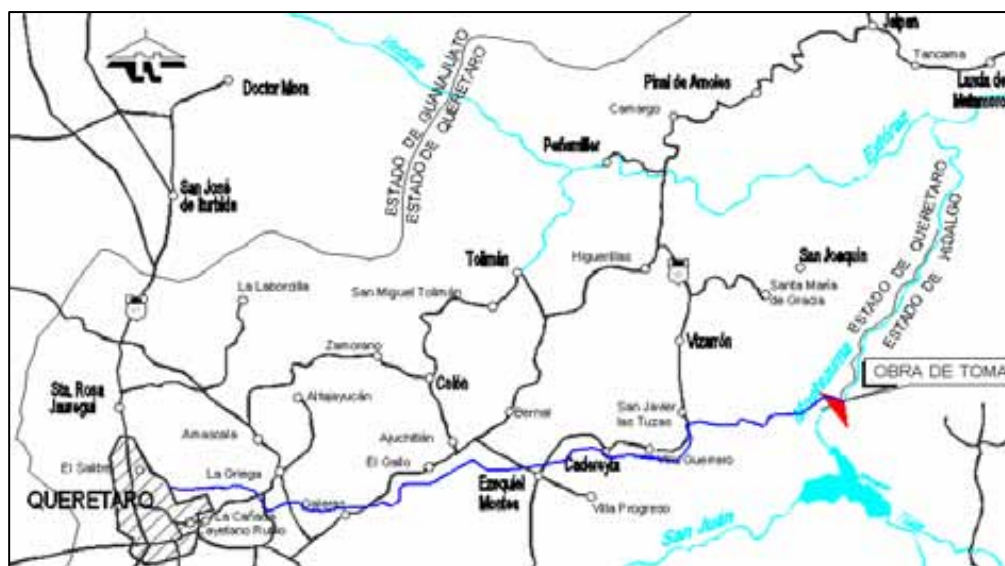 Jalpan
Tancama
Landa de
Matamoros
Doctor Mora
ESTADO DE GUANAJUATO
ESTADO DE QUERETARO
Pinal de Amoles
Camargo
Peñamiller
Extóraz
San José
de Iturbide
Tolimán
Higuerillas
San Joaquín
Santa María
de Gracia
ESTADO DE QUERETARO
ESTADO DE HIDALGO
La Laborcilla
San Miguel Tolimán
Vizarrón
Zamorano
Colón
OBRA DE TOMA
Sta. Rosa
Jauregui
Atlajayucán
Bernal
San Javier
las Tuzas
Amascala
Ajuchitlán
El Salitre
La Griega
El Gallo
Cadereyta
Villa Guerrero
QUERETARO
Galeras
Ezequiel
Montes
Villa Progreso
La Cañada
Cayetano Rubio
San Juan